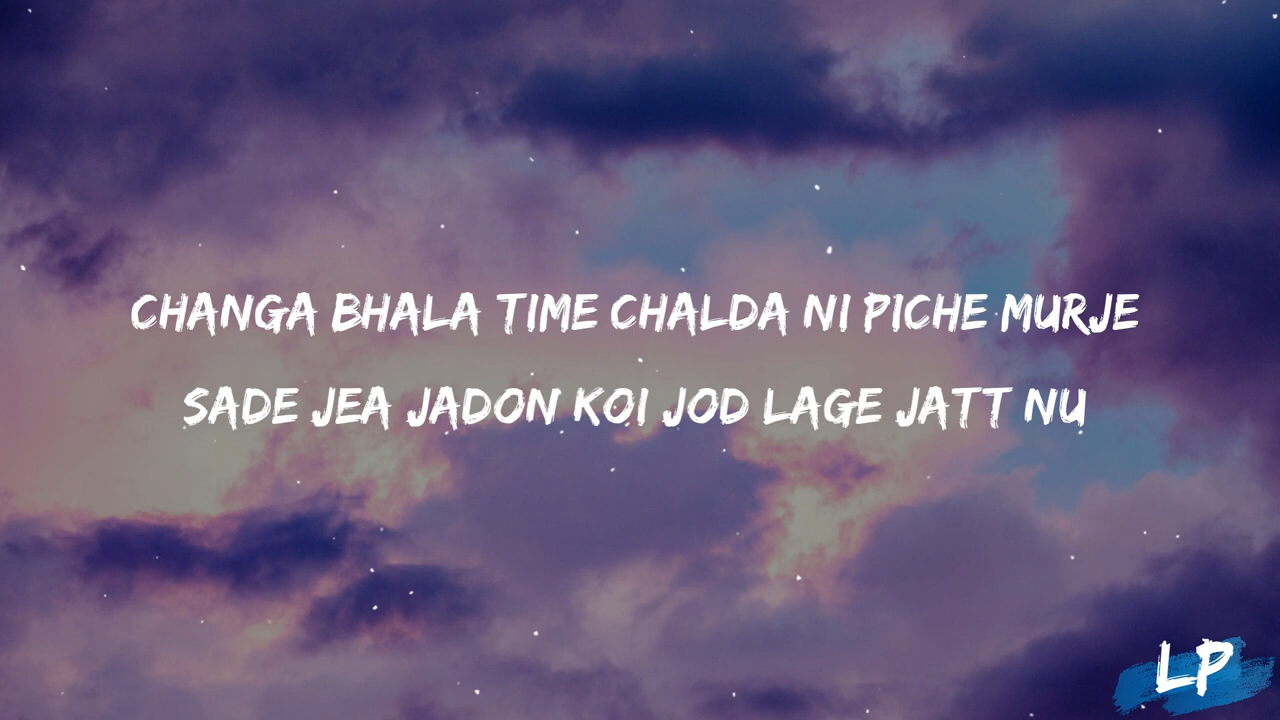 CHANGA BHALA TIME CHALDA NI PICHE MURJE
SADE JEA JADON KOI JOD LAGE JATT NU
LP